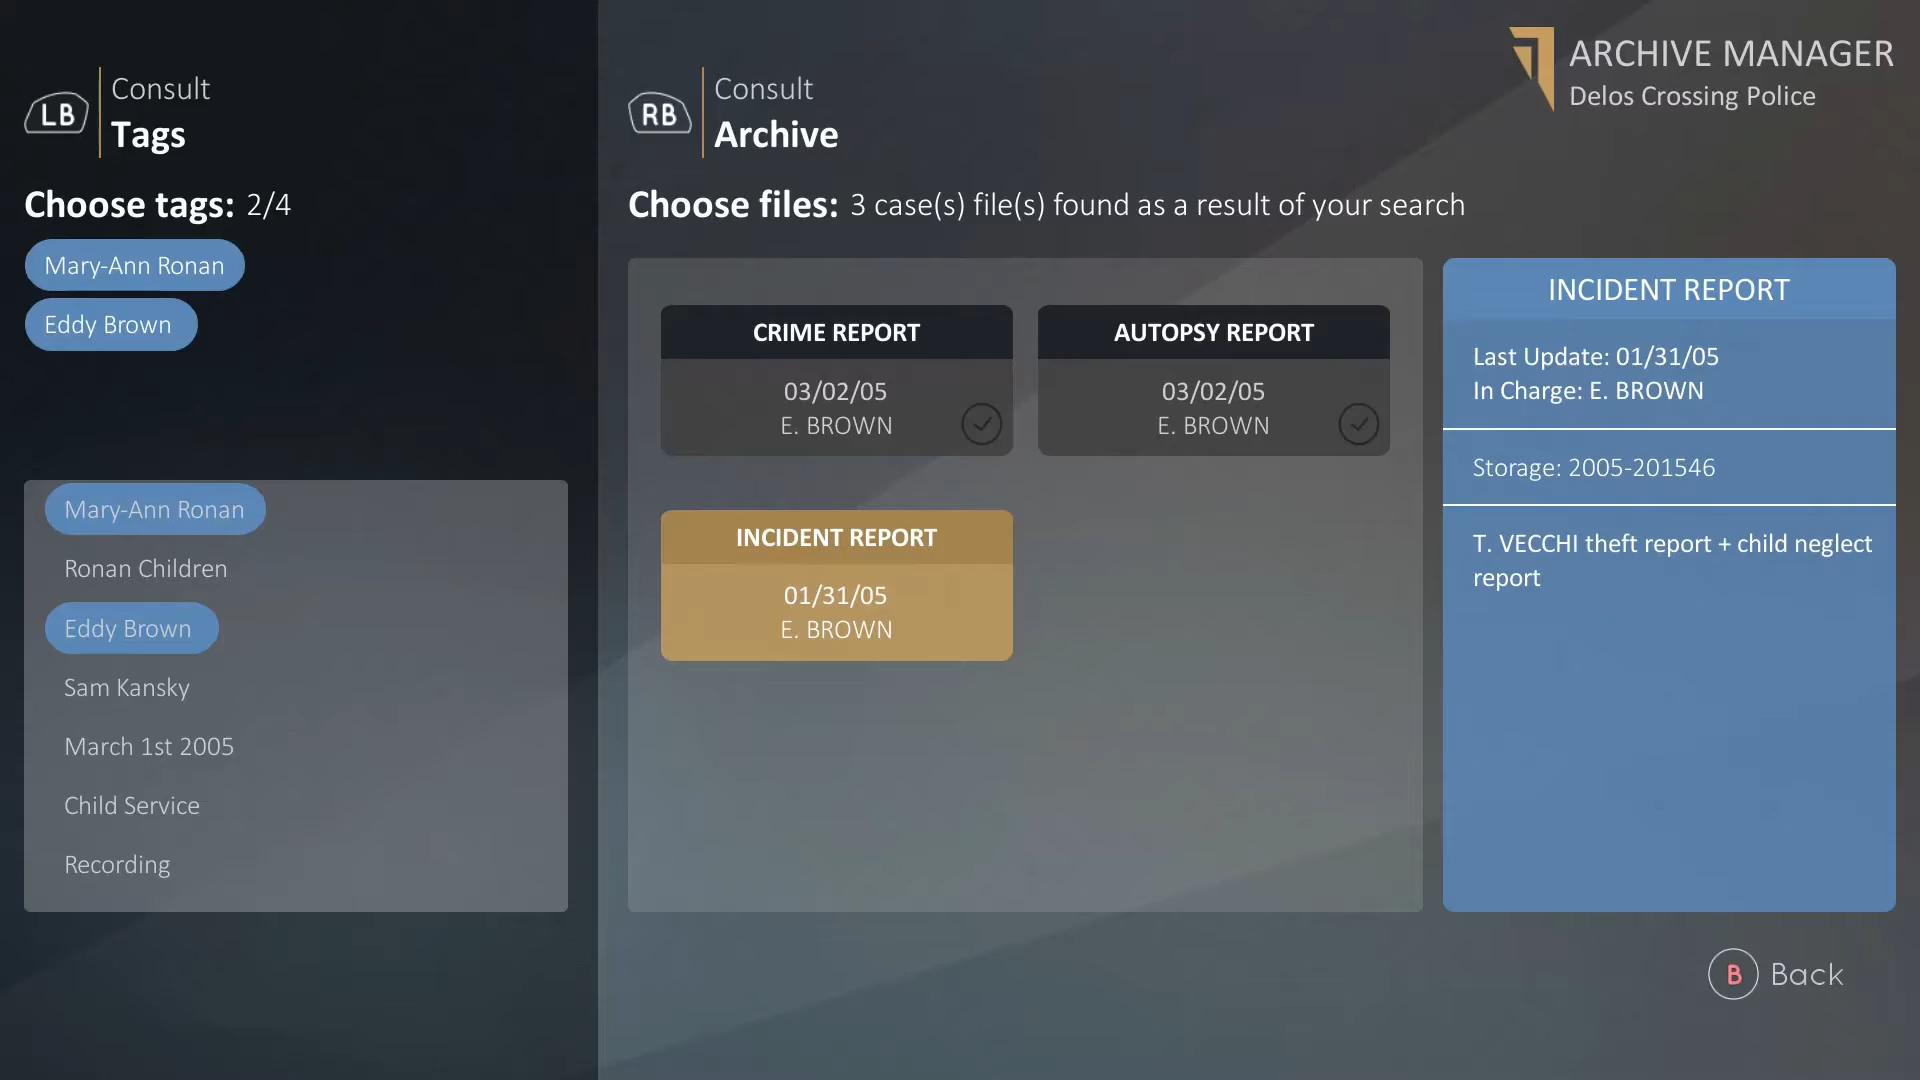 ARCHIVE MANAGER
Delos Crossing Police
LB
Consult
Tags
Choose tags: 2/4
Mary-Ann Ronan
Eddy Brown
Mary-Ann Ronan
Ronan Children
Eddy Brown
Sam Kansky
March 1st 2005
Child Service
Recording
RB
Consult
Archive
Choose files: 3 case(s) file(s) found as a result of your search
CRIME REPORT
03/02/05
E. BROWN
AUTOPSY REPORT
03/02/05
E. BROWN
INCIDENT REPORT
01/31/05
E. BROWN
INCIDENT REPORT
Last Update: 01/31/05
In Charge: E. BROWN
Storage: 2005-201546
T. VECCHI theft report + child neglect
report
B Back